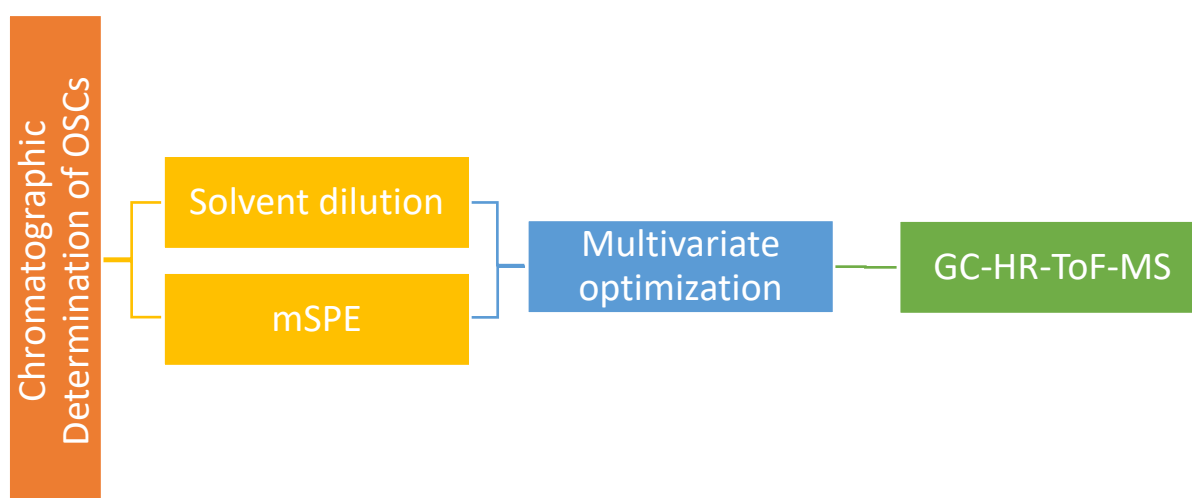 Chromatographic
Determination of OSCs
Solvent dilution
mSPE
Multivariate
optimization
GC-HR-ToF-MS